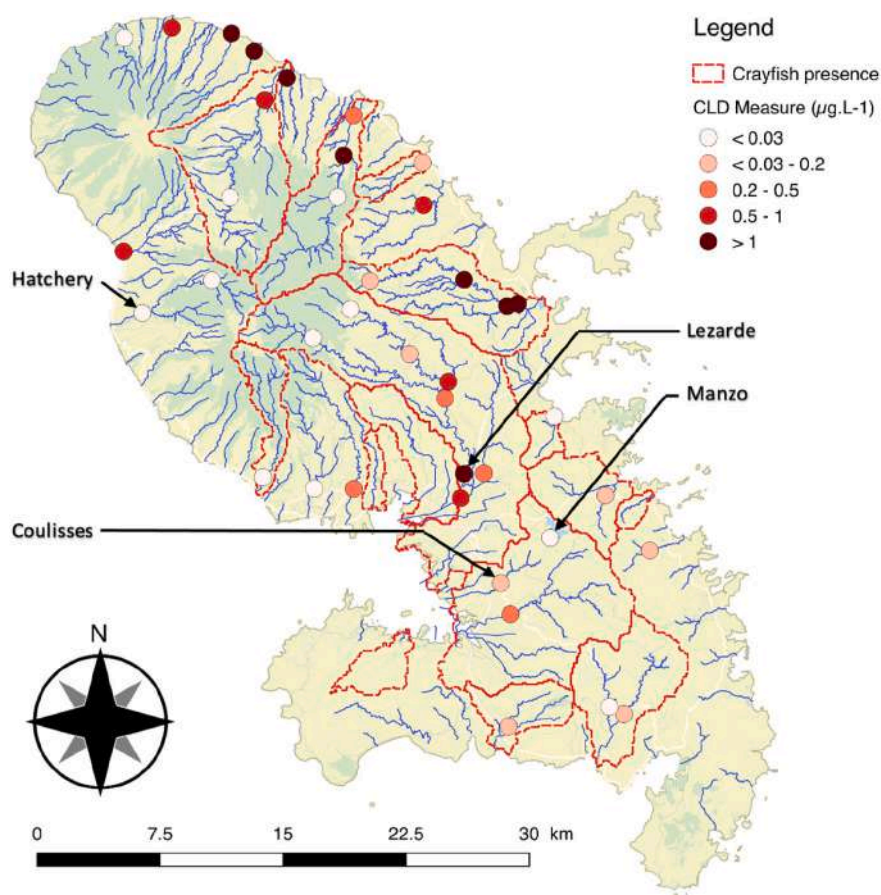 Legend
Crayfish presence
CLD Measure (µg.L-1)
< 0.03
< 0.03 - 0.2
0.2 - 0.5
0.5 - 1
> 1
Hatchery
Lezarde
Manzo
Coulisses
N
0 7.5 15 22.5 30 km